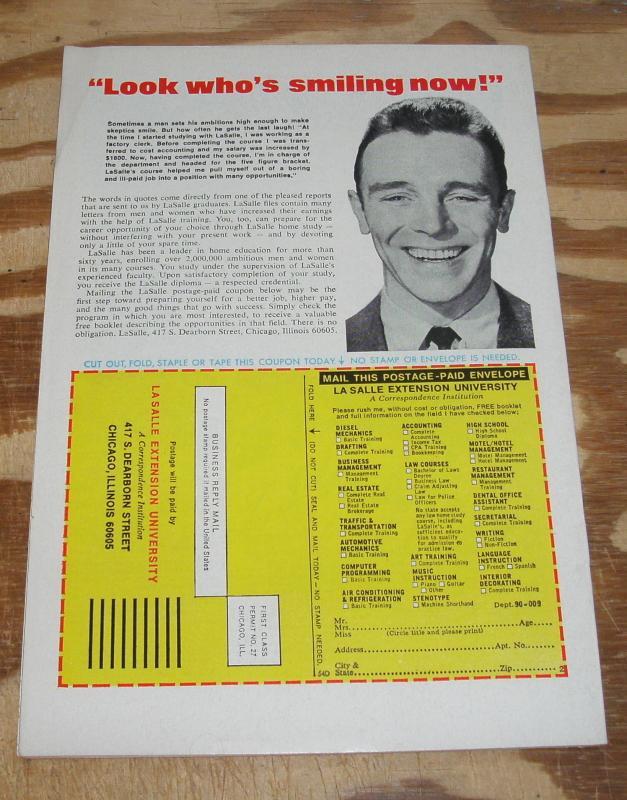 “Look who’s smiling now!”
Sometimes a man sets his ambitions high enough to make
skeptics smile. But how often he gets the last laugh! "At
the time I started studying with LaSalle, I was working as a
factory clerk. Before completing the course I was trans-
ferred to cost accounting and my salary was increased by
$1800. Now, having completed the course, I'm in charge of
the department and headed for the five figure bracket.
LaSalle's course helped me pull myself out of a boring
and ill-paid job into a position with many opportunities."
The words in quotes come directly from one of the pleased reports
that are sent to us by LaSalle graduates. LaSalle files contain many
letters from men and women who have increased their earnings
with the help of LaSalle training. You, too, can prepare for the
career opportunity of your choice through LaSalle home study —
without interfering with your present work — and by devoting
only a little of your spare time.
LaSalle has been a leader in home education for more than
sixty years, enrolling over 2,000,000 ambitious men and women
in its many courses. You study under the supervision of LaSalle's
experienced faculty. Upon satisfactory completion of your study,
you receive the LaSalle diploma — a respected credential.
Mailing the LaSalle postage-paid coupon below may be the
first step toward preparing yourself for a better job, higher pay,
and the many good things that go with success. Simply check the
program in which you are most interested, to receive a valuable
free booklet describing the opportunities in that field. There is no
obligation. LaSalle, 417 S. Dearborn Street, Chicago, Illinois 60605.
CUT OUT, FOLD, STAPLE OR TAPE THIS COUPON TODAY ↓ NO STAMP OR ENVELOPE IS NEEDED.
BUSINESS REPLY MAIL
No postage stamp required if mailed in the United States
Postage will be paid by
LA SALLE EXTENSION UNIVERSITY
A Correspondence Institution
417 S. DEARBORN STREET
CHICAGO, ILLINOIS 60605
FIRST CLASS
PERMIT NO. 27
CHICAGO, ILL.
FOLD HERE ↓ (DO NOT CUT) SEAL AND MAIL TODAY — NO STAMP NEEDED.
MAIL THIS POSTAGE-PAID ENVELOPE
LA SALLE EXTENSION UNIVERSITY
A Correspondence Institution
Please rush me, without cost or obligation, FREE booklet
and full information on the field I have checked below:
DIESEL
MECHANICS
Basic Training
DRAFTING
Complete Training
BUSINESS
MANAGEMENT
Management
Training
REAL ESTATE
Complete Real
Estate
Real Estate
Brokerage
TRAFFIC &
TRANSPORTATION
Complete Training
AUTOMOTIVE
MECHANICS
Basic Training
COMPUTER
PROGRAMMING
Basic Training
AIR CONDITIONING
& REFRIGERATION
Basic Training
ACCOUNTING
Complete
Accounting
Income Tax
CPA Training
Bookkeeping
LAW COURSES
Bachelor of Laws
Degree
Business Law
Claim Adjusting
Law
Law for Police
Officers
No state accepts
any law home study
course, including
LaSalle's, as
sufficient educa-
tion to qualify
for admission to
practice law.
ART TRAINING
Complete Training
MUSIC
INSTRUCTION
Piano Guitar
Other
STENOTYPE
Machine Shorthand
HIGH SCHOOL
High School
Diploma
MOTEL/HOTEL
MANAGEMENT
Motel Management
Hotel Management
RESTAURANT
MANAGEMENT
Management
Training
DENTAL OFFICE
ASSISTANT
Complete Training
SECRETARIAL
Complete Training
WRITING
Fiction
Non-Fiction
LANGUAGE
INSTRUCTION
French Spanish
INTERIOR
DECORATING
Complete Training
Dept. 90-009
Mr.
Mrs. Age
Miss (Circle title and please print)
Address Apt. No.
City &
540 State Zip 2